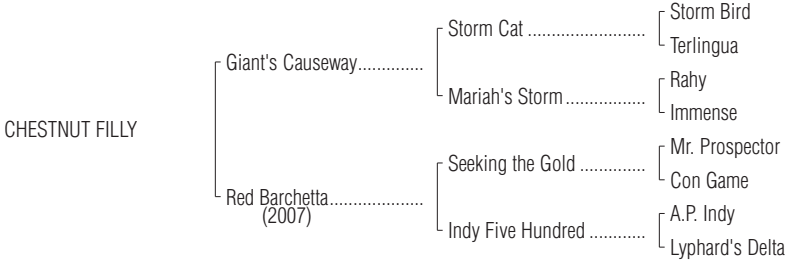 Storm Bird
Storm Cat ........................
Terlingua
Giant's Causeway..............
Rahy
Mariah's Storm .................
Immense
CHESTNUT FILLY
Mr. Prospector
Seeking the Gold ..............
Con Game
Red Barchetta....................
(2007)
A.P. Indy
Indy Five Hundred ............
Lyphard's Delta